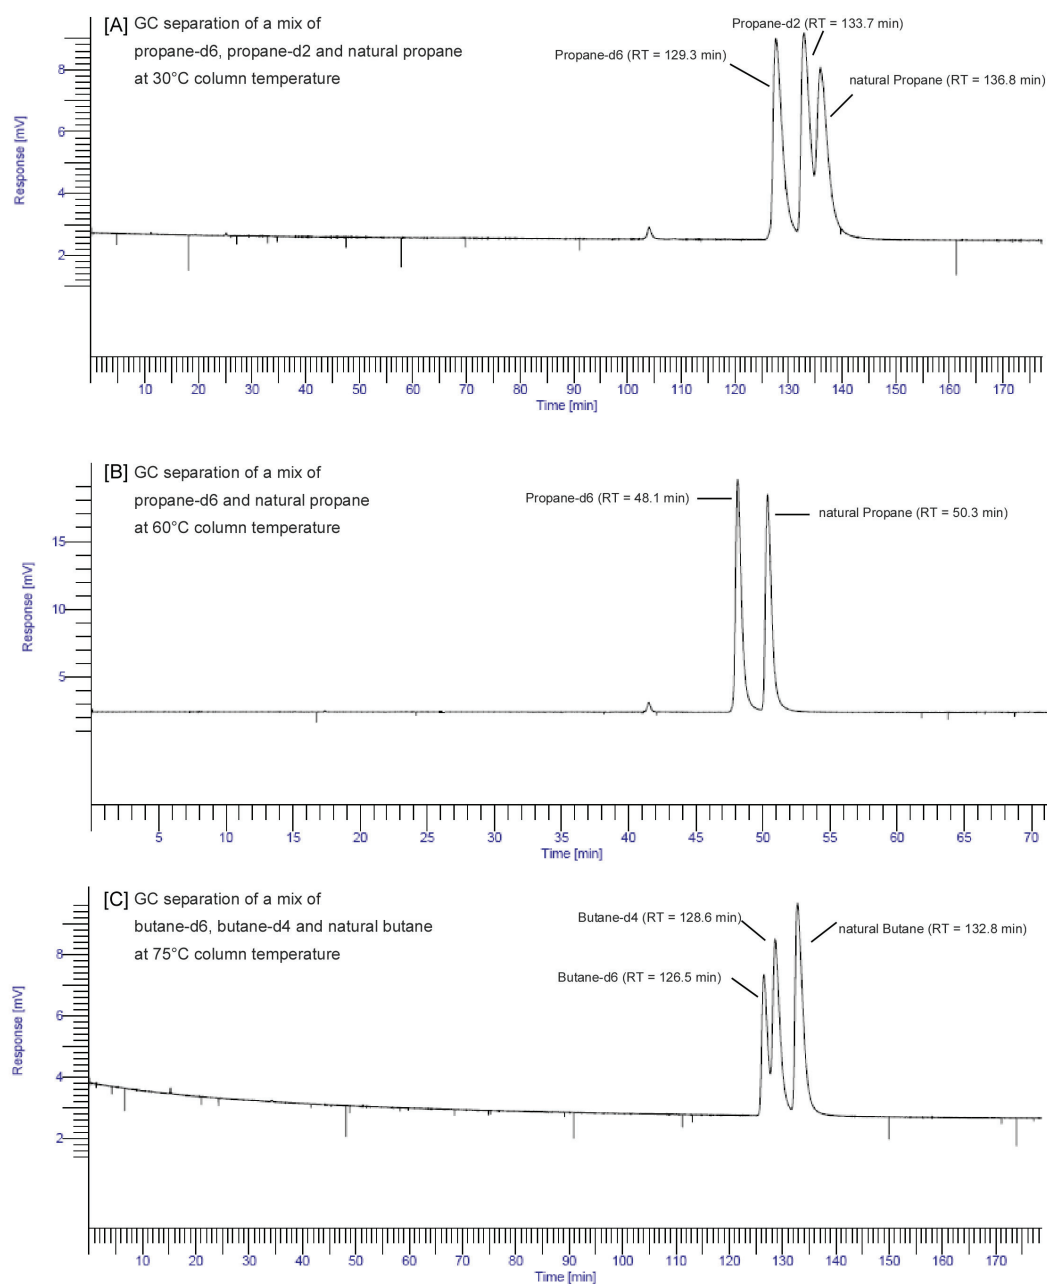 [A] GC separation of a mix of
propane-d6, propane-d2 and natural propane
at 30°C column temperature
Propane-d2 (RT = 133.7 min)
Propane-d6 (RT = 129.3 min)
natural Propane (RT = 136.8 min)
Response [mV]
8
6
4
2
10 20 30 40 50 60 70 80 90 100 110 120 130 140 150 160 170
Time [min]
[B] GC separation of a mix of
propane-d6 and natural propane
at 60°C column temperature
Propane-d6 (RT = 48.1 min)
natural Propane (RT = 50.3 min)
Response [mV]
15
10
5
5 10 15 20 25 30 35 40 45 50 55 60 65 70
Time [min]
[C] GC separation of a mix of
butane-d6, butane-d4 and natural butane
at 75°C column temperature
Butane-d4 (RT = 128.6 min)
natural Butane (RT = 132.8 min)
Butane-d6 (RT = 126.5 min)
Response [mV]
8
6
4
2
10 20 30 40 50 60 70 80 90 100 110 120 130 140 150 160 170
Time [min]